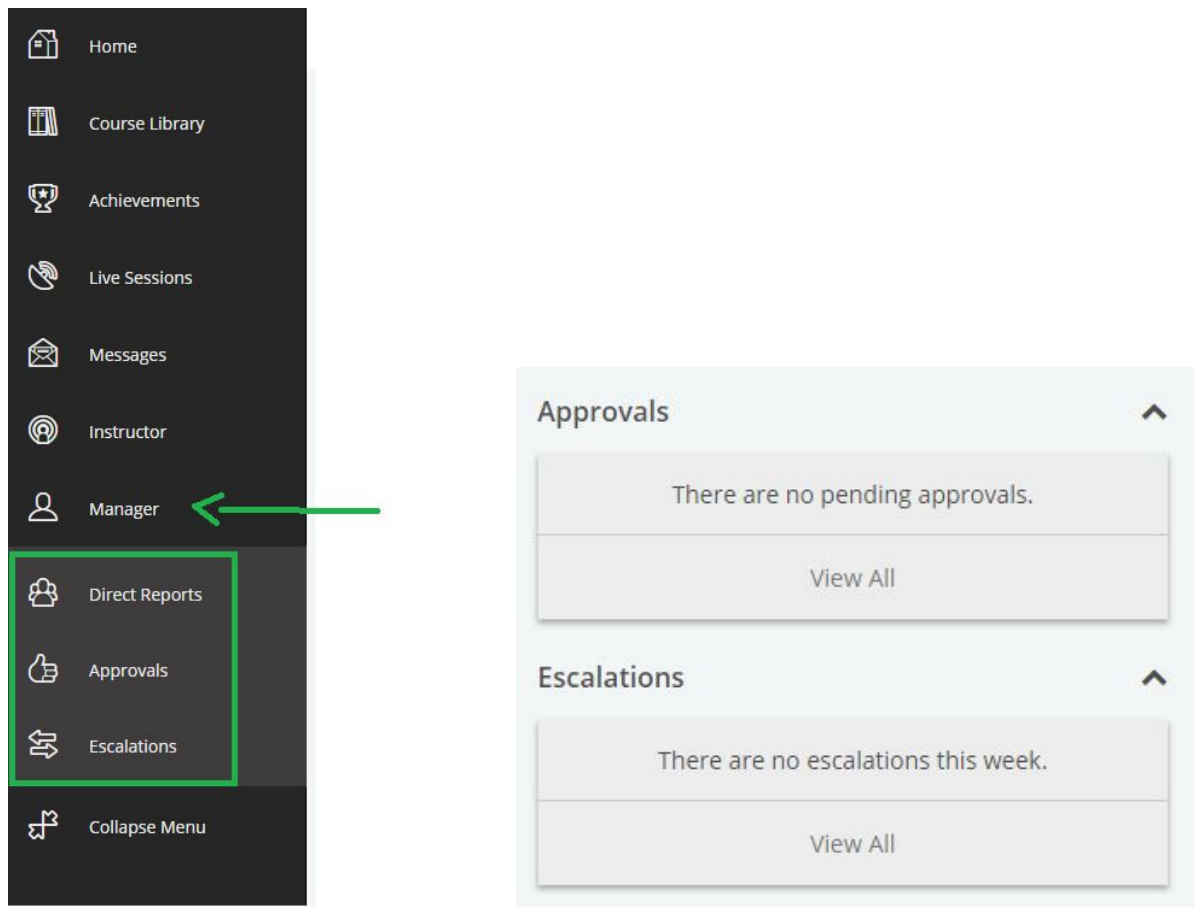 Home
Course Library
Achievements
Live Sessions
Messages
Instructor
Manager
Direct Reports
Approvals
Escalations
Collapse Menu
Approvals
There are no pending approvals.
View All
Escalations
There are no escalations this week.
View All